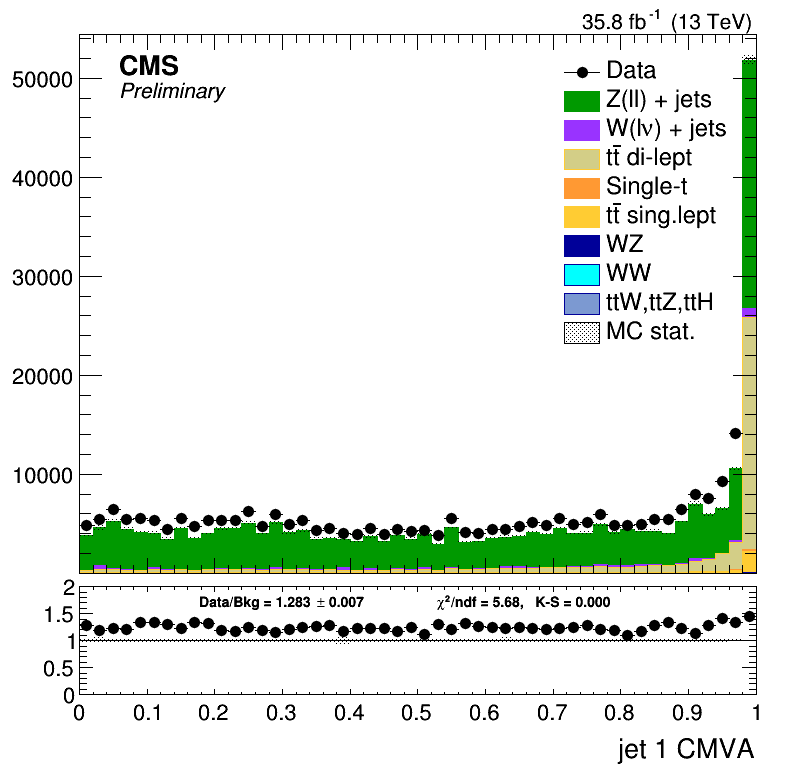 35.8 fb⁻¹ (13 TeV)
CMS
Preliminary
Data
Z(ll) + jets
W(lν) + jets
tt̄ di-lept
Single-t
tt̄ sing.lept
WZ
WW
ttW,ttZ,ttH
MC stat.
50000
40000
30000
20000
10000
Data/Bkg = 1.283 ± 0.007 χ²/ndf = 5.68, K-S = 0.000
2
1.5
1
0.5
0
0 0.1 0.2 0.3 0.4 0.5 0.6 0.7 0.8 0.9 1
jet 1 CMVA